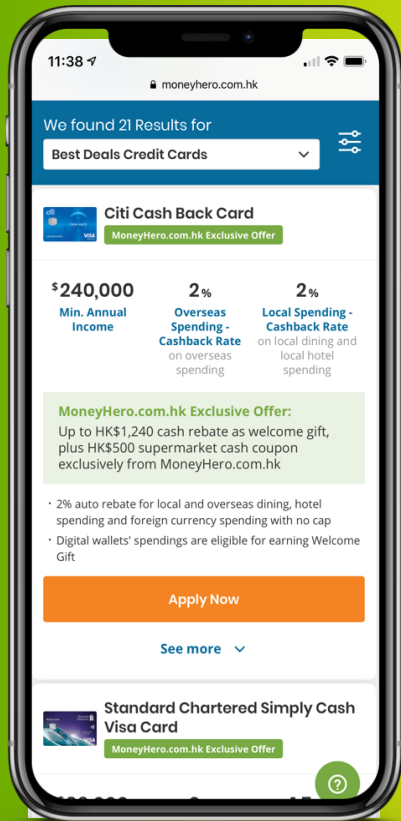 11:38
moneyhero.com.hk
We found 21 Results for
Best Deals Credit Cards
citi
VISA
Citi Cash Back Card
MoneyHero.com.hk Exclusive Offer
$240,000 2% 2%
Min. Annual Overseas Local Spending -
Income Spending - Cashback Rate
Cashback Rate on local dining and
on overseas local hotel
spending spending
MoneyHero.com.hk Exclusive Offer:
Up to HK$1,240 cash rebate as welcome gift,
plus HK$500 supermarket cash coupon
exclusively from MoneyHero.com.hk
· 2% auto rebate for local and overseas dining, hotel
spending and foreign currency spending with no cap
· Digital wallets' spendings are eligible for earning Welcome
Gift
Apply Now
See more
Standard Chartered Simply Cash
Visa Card
MoneyHero.com.hk Exclusive Offer
?